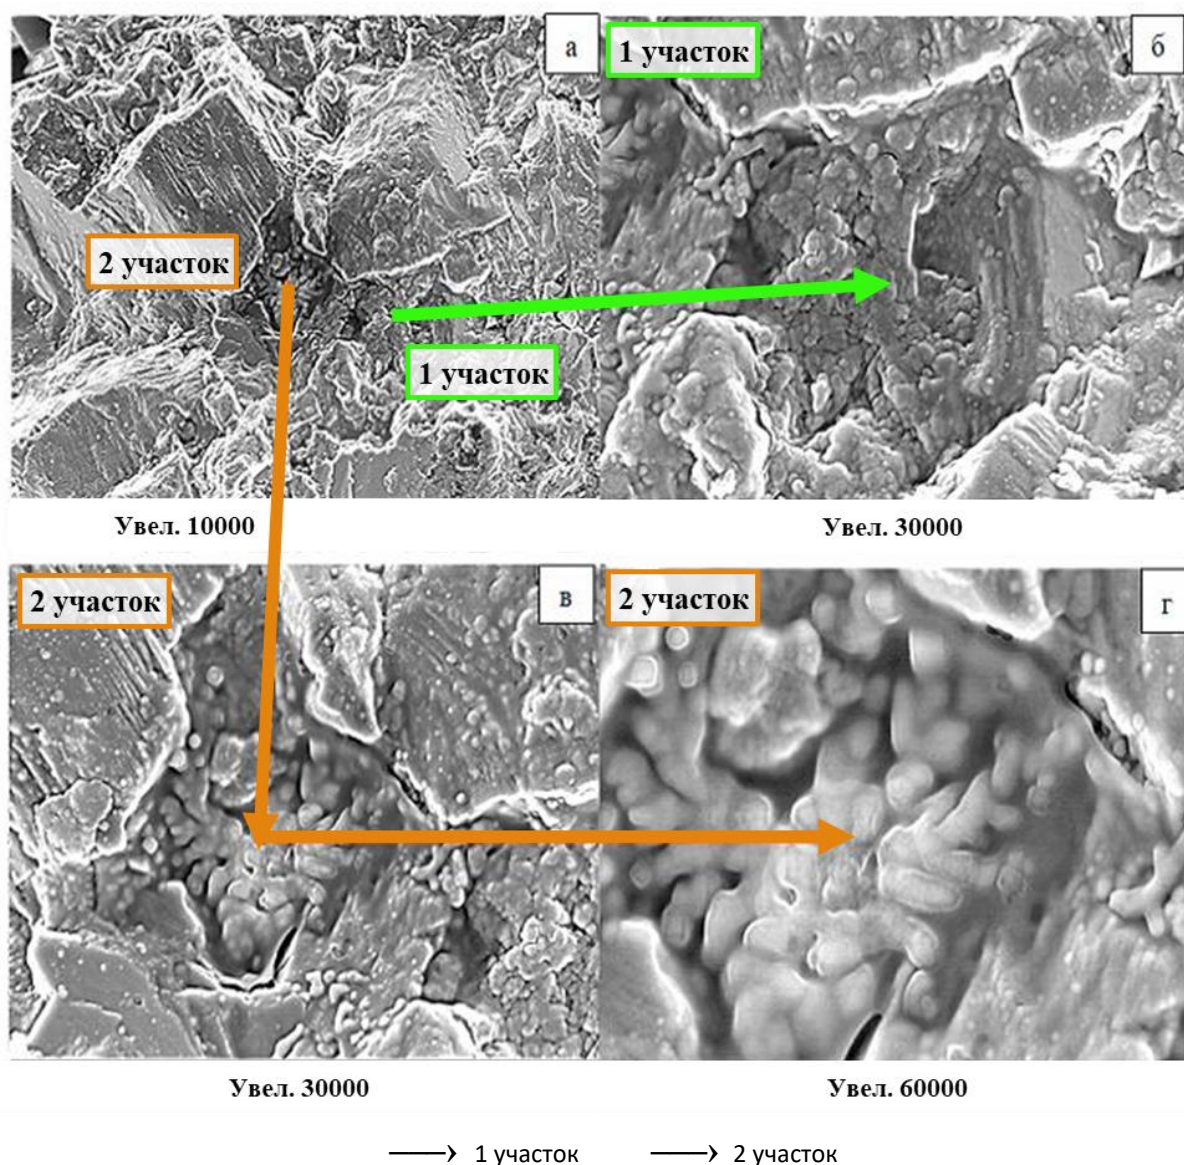 а
1 участок
б
2 участок
1 участок
Увел. 10000
Увел. 30000
2 участок
в
2 участок
г
Увел. 30000
Увел. 60000
1 участок
2 участок